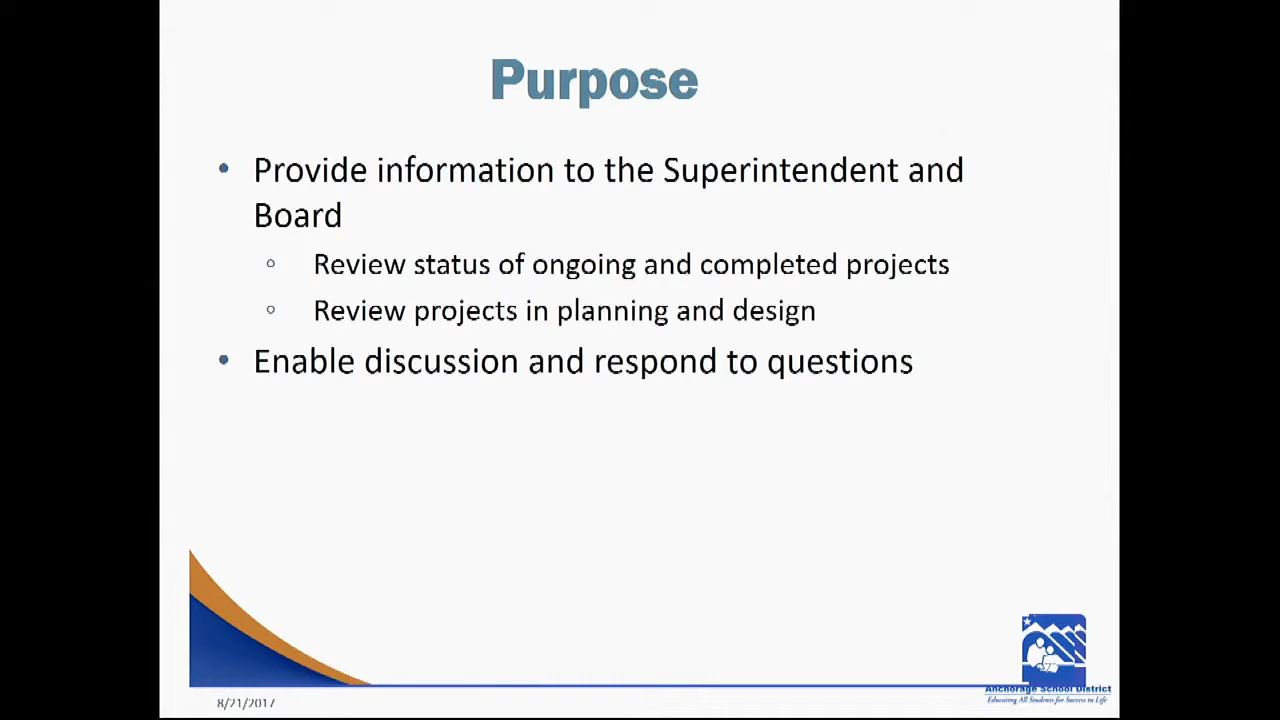 Purpose
• Provide information to the Superintendent and
Board
○ Review status of ongoing and completed projects
○ Review projects in planning and design
• Enable discussion and respond to questions
8/21/2017
Anchorage School District
Educating All Students for Success in Life